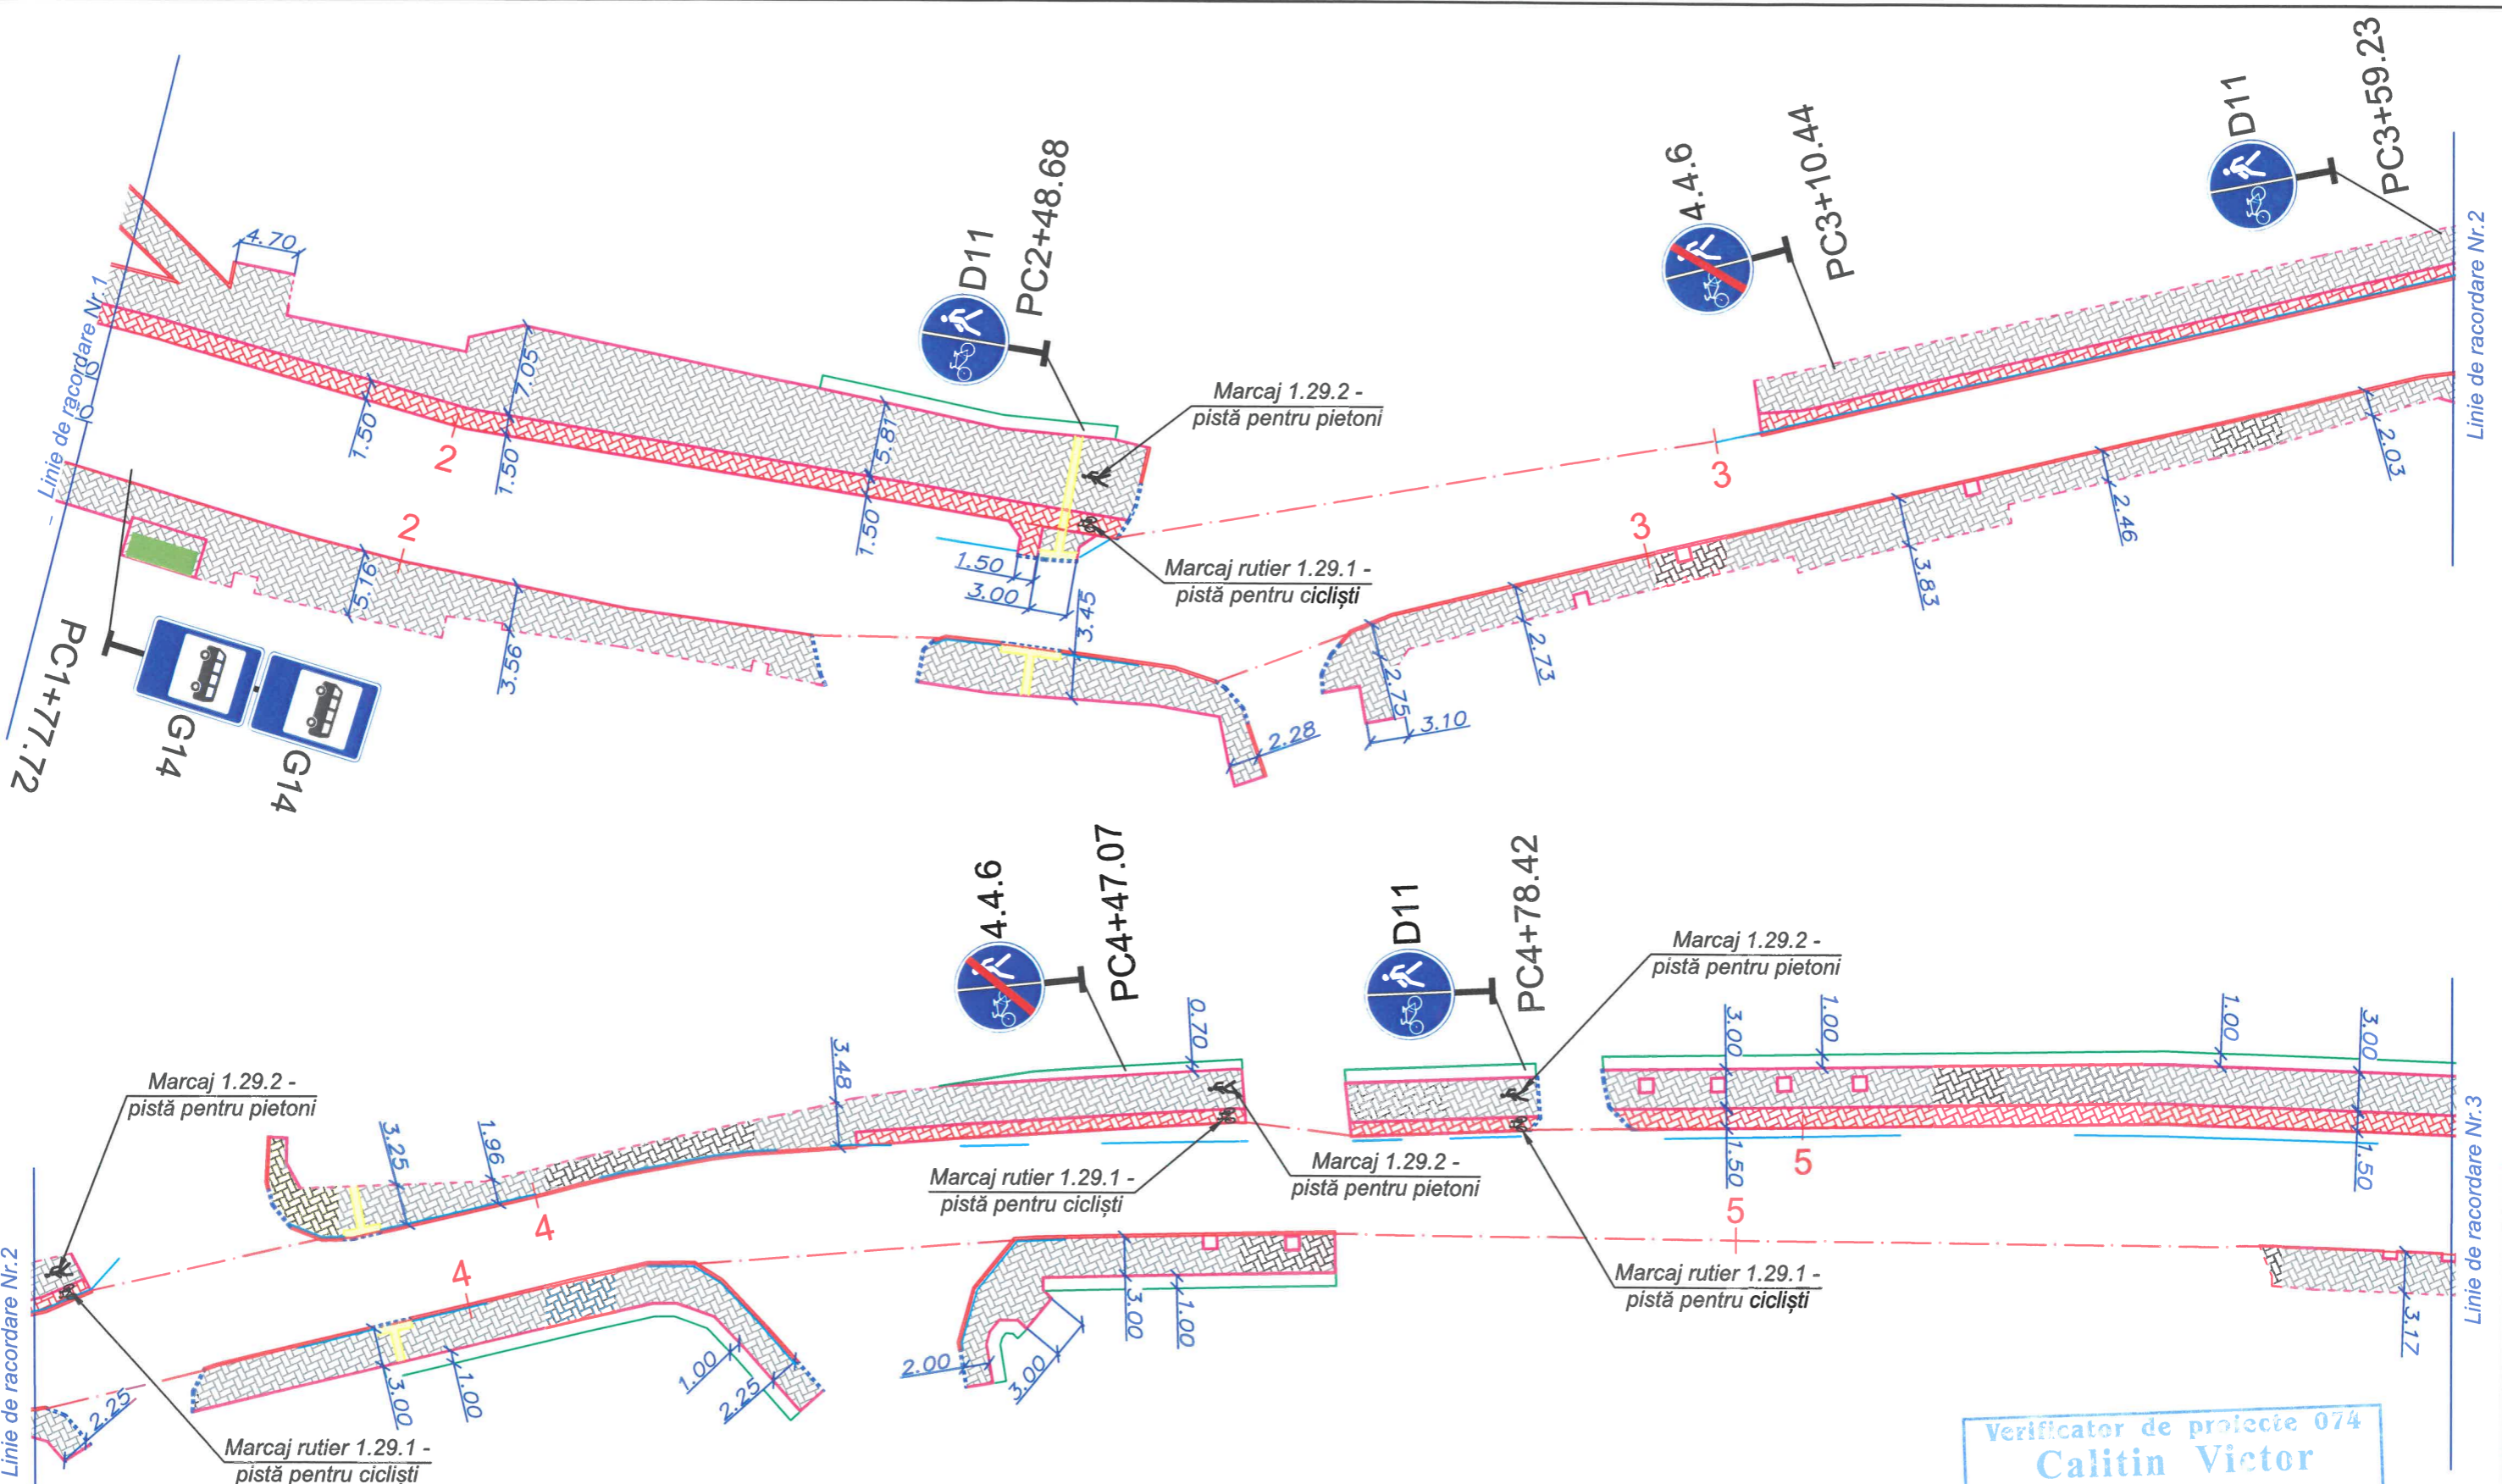 Linie de racordare Nr.1
4.70
1.50
2
7.05
1.50
5.81
1.50
D11
PC2+48.68
Marcaj 1.29.2 -
pistă pentru pietoni
Marcaj rutier 1.29.1 -
pistă pentru cicliști
1.50
3.00
3.45
2
5.16
3.56
PC1+77.72
G14
G14
2.28
4.4.6
PC3+10.44
D11
PC3+59.23
3
3
2.75
3.10
2.73
3.83
2.46
2.03
Linie de racordare Nr.2
Linie de racordare Nr.2
Marcaj 1.29.2 -
pistă pentru pietoni
Marcaj rutier 1.29.1 -
pistă pentru cicliști
2.25
3.25
1.96
4
4
3.00
1.00
1.00
2.25
3.48
4.4.6
PC4+47.07
0.70
Marcaj rutier 1.29.1 -
pistă pentru cicliști
Marcaj 1.29.2 -
pistă pentru pietoni
2.00
3.00
3.00
1.00
D11
PC4+78.42
Marcaj 1.29.2 -
pistă pentru pietoni
Marcaj rutier 1.29.1 -
pistă pentru cicliști
3.00
1.00
1.50
5
5
1.00
3.00
1.50
3.17
Linie de racordare Nr.3
Verificator de proiecte 074
Calitin Victor